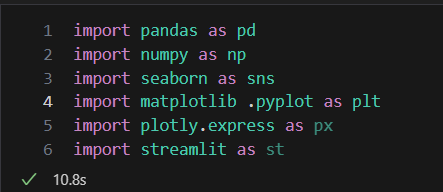 1 import pandas as pd
2 import numpy as np
3 import seaborn as sns
4 import matplotlib .pyplot as plt
5 import plotly.express as px
6 import streamlit as st
✓ 10.8s